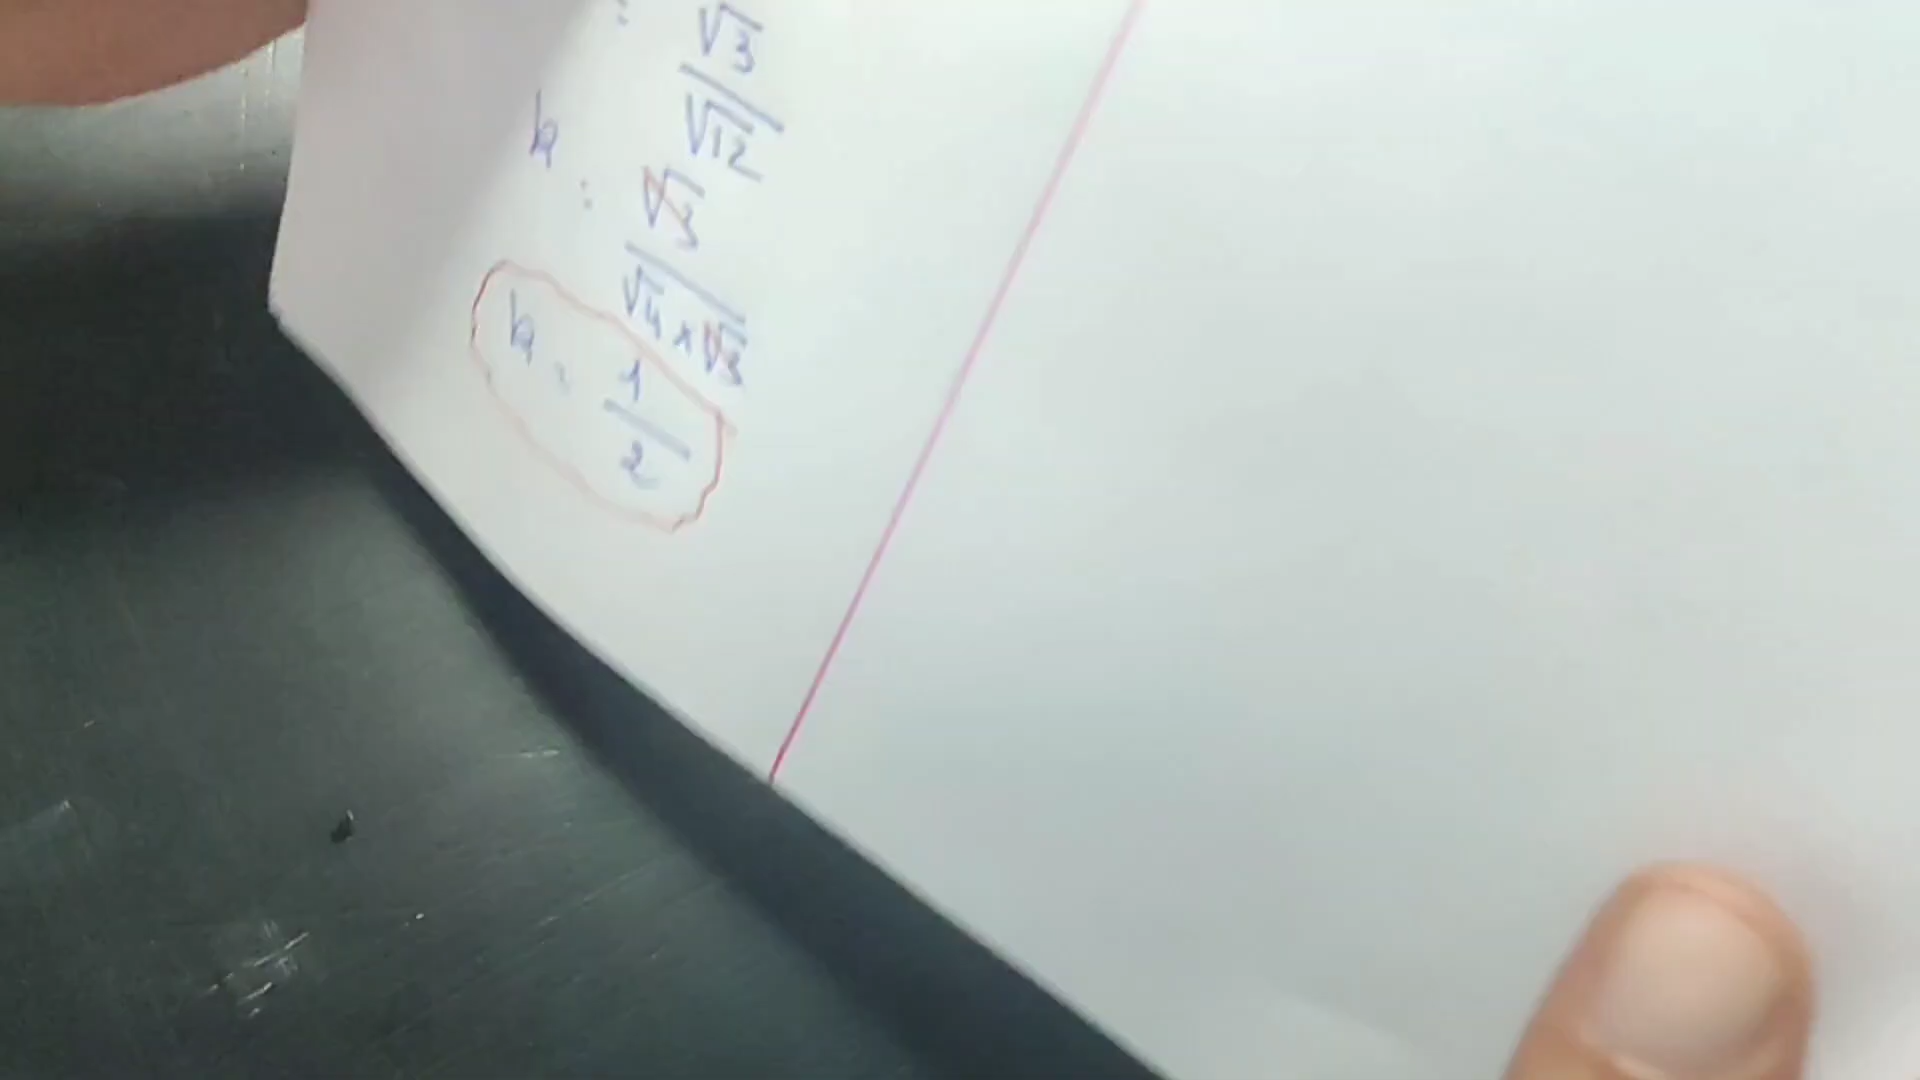 √3/√12
b = √3/(√4×√3)
b = 1/2